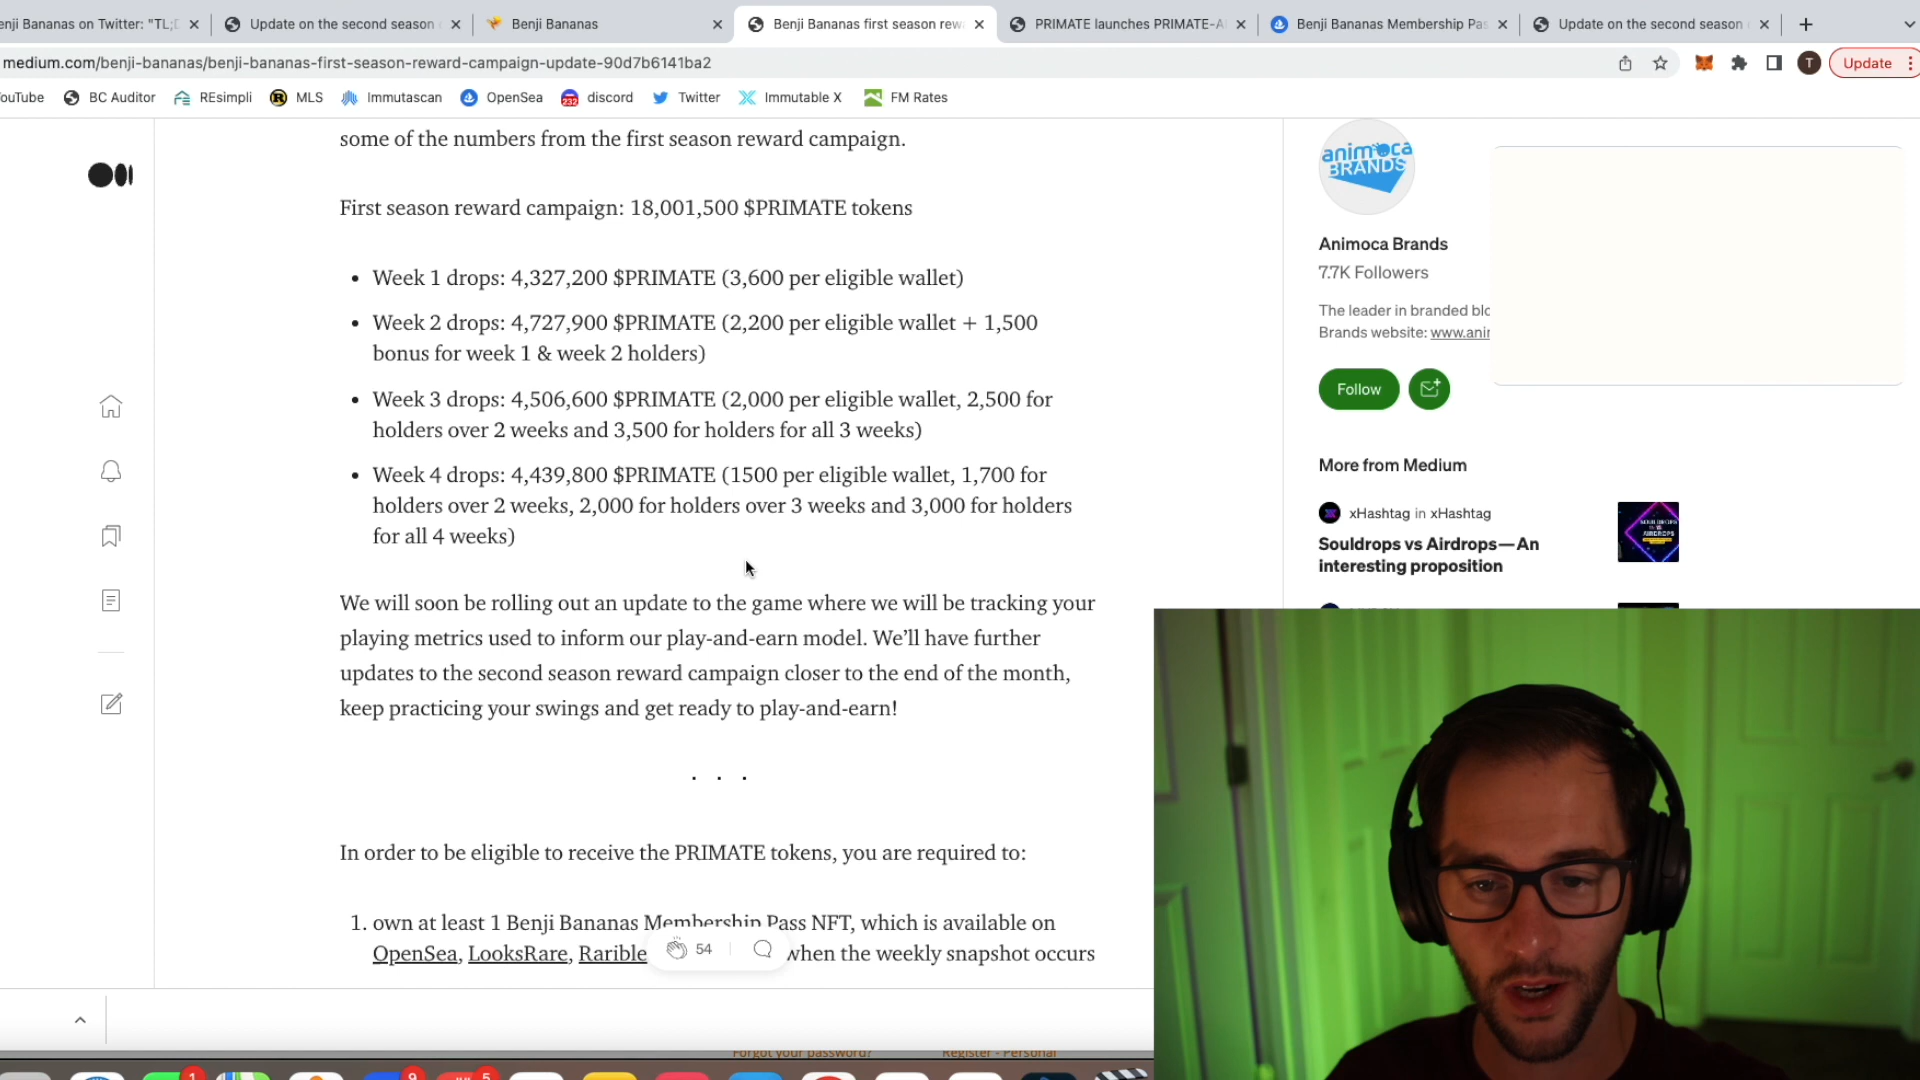 enji Bananas on Twitter: "TL;D
Update on the second season
Benji Bananas
Benji Bananas first season rew
PRIMATE launches PRIMATE-A
Benji Bananas Membership Pas
Update on the second season
medium.com/benji-bananas/benji-bananas-first-season-reward-campaign-update-90d7b6141ba2
T
Update
ouTube
BC Auditor
REsimpli
MLS
Immutascan
OpenSea
232
discord
Twitter
Immutable X
FM Rates
some of the numbers from the first season reward campaign.
First season reward campaign: 18,001,500 $PRIMATE tokens
• Week 1 drops: 4,327,200 $PRIMATE (3,600 per eligible wallet)
• Week 2 drops: 4,727,900 $PRIMATE (2,200 per eligible wallet + 1,500
bonus for week 1 & week 2 holders)
• Week 3 drops: 4,506,600 $PRIMATE (2,000 per eligible wallet, 2,500 for
holders over 2 weeks and 3,500 for holders for all 3 weeks)
• Week 4 drops: 4,439,800 $PRIMATE (1500 per eligible wallet, 1,700 for
holders over 2 weeks, 2,000 for holders over 3 weeks and 3,000 for holders
for all 4 weeks)
We will soon be rolling out an update to the game where we will be tracking your
playing metrics used to inform our play-and-earn model. We'll have further
updates to the second season reward campaign closer to the end of the month,
keep practicing your swings and get ready to play-and-earn!
. . .
In order to be eligible to receive the PRIMATE tokens, you are required to:
1. own at least 1 Benji Bananas Membership Pass NFT, which is available on
OpenSea, LooksRare, Rarible
when the weekly snapshot occurs
54
animoca
BRANDS
Animoca Brands
7.7K Followers
The leader in branded blo
Brands website: www.anir
Follow
More from Medium
xHashtag in xHashtag
Souldrops vs Airdrops—An
interesting proposition
Forgot your password?
Register - Personal
1
9
5